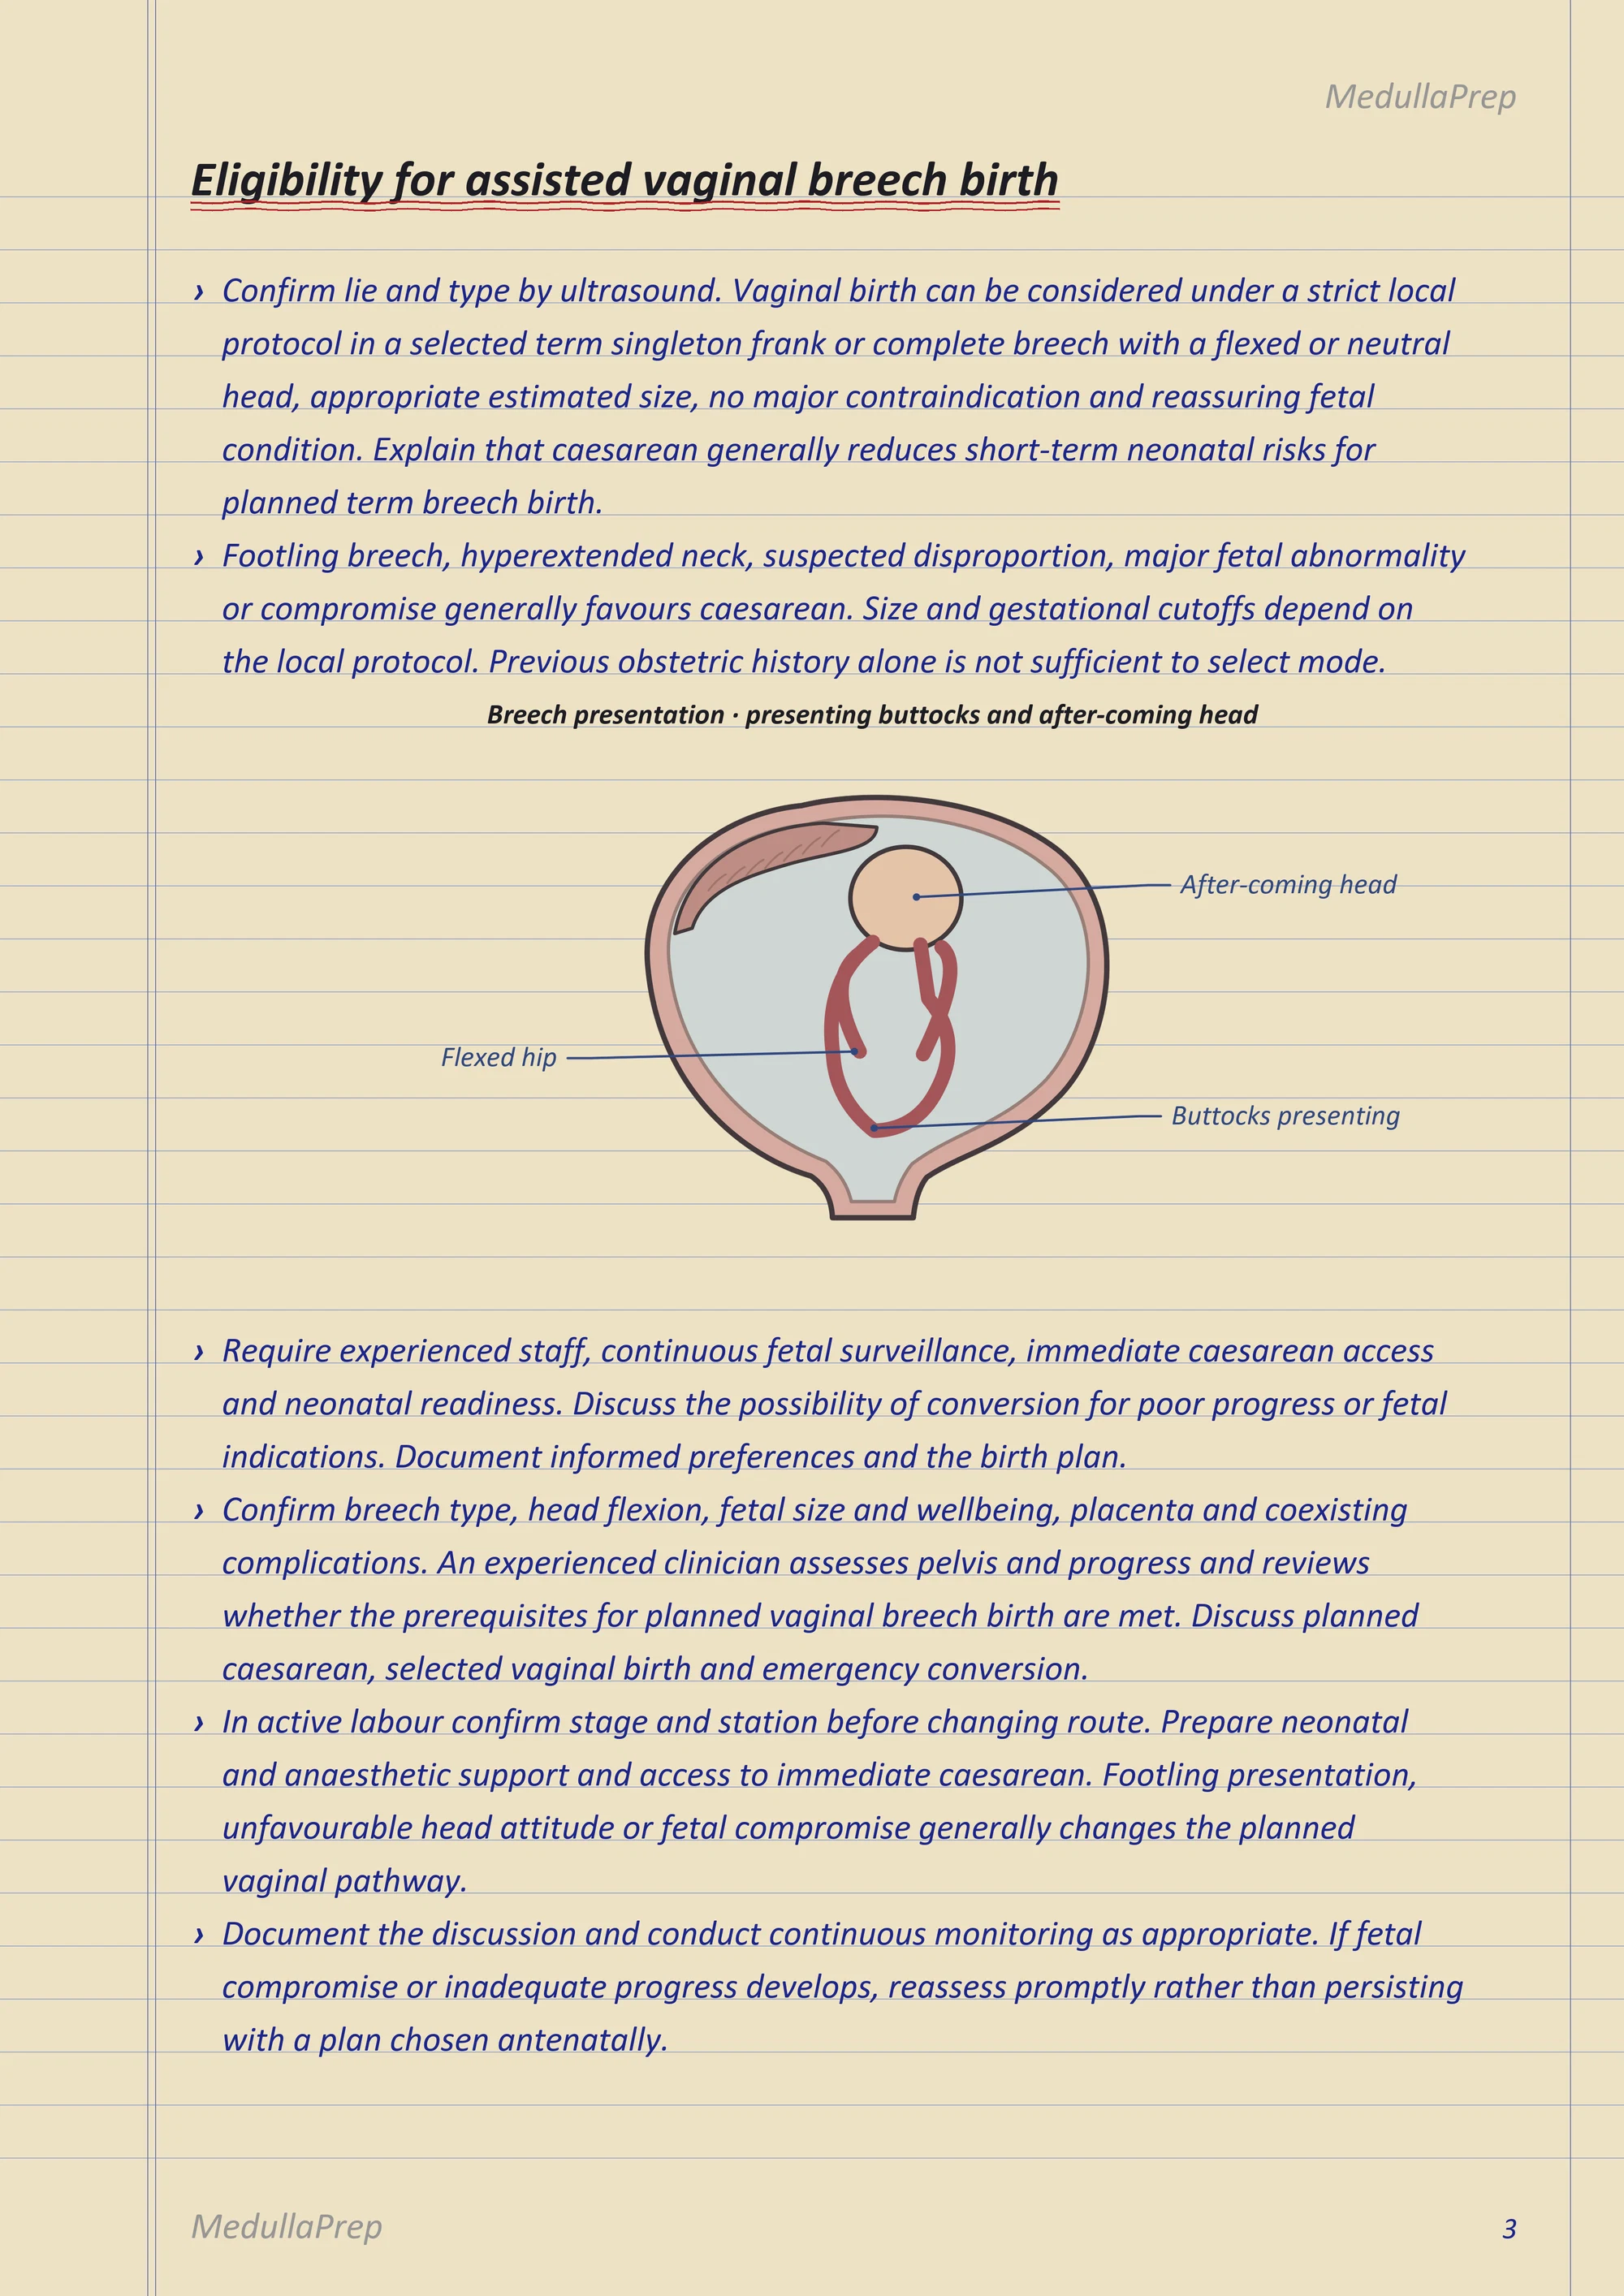 MedullaPrep
Eligibility for assisted vaginal breech birth
› Confirm lie and type by ultrasound. Vaginal birth can be considered under a strict local
protocol in a selected term singleton frank or complete breech with a flexed or neutral
head, appropriate estimated size, no major contraindication and reassuring fetal
condition. Explain that caesarean generally reduces short-term neonatal risks for
planned term breech birth.
› Footling breech, hyperextended neck, suspected disproportion, major fetal abnormality
or compromise generally favours caesarean. Size and gestational cutoffs depend on
the local protocol. Previous obstetric history alone is not sufficient to select mode.
Breech presentation · presenting buttocks and after-coming head
After-coming head
Flexed hip
Buttocks presenting
› Require experienced staff, continuous fetal surveillance, immediate caesarean access
and neonatal readiness. Discuss the possibility of conversion for poor progress or fetal
indications. Document informed preferences and the birth plan.
› Confirm breech type, head flexion, fetal size and wellbeing, placenta and coexisting
complications. An experienced clinician assesses pelvis and progress and reviews
whether the prerequisites for planned vaginal breech birth are met. Discuss planned
caesarean, selected vaginal birth and emergency conversion.
› In active labour confirm stage and station before changing route. Prepare neonatal
and anaesthetic support and access to immediate caesarean. Footling presentation,
unfavourable head attitude or fetal compromise generally changes the planned
vaginal pathway.
› Document the discussion and conduct continuous monitoring as appropriate. If fetal
compromise or inadequate progress develops, reassess promptly rather than persisting
with a plan chosen antenatally.
MedullaPrep
3